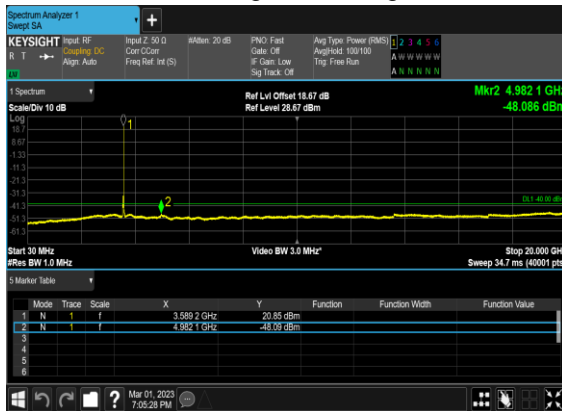 Spectrum Analyzer 1
Swept SA
+
KEYSIGHT Input: RF Input Z: 50 Ω #Atten: 20 dB PNO: Fast Avg Type: Power (RMS) 1 2 3 4 5 6
R T Coupling: DC Corr CCorr Gate: Off Avg|Hold: 100/100 A W W W W W
Align: Auto Freq Ref: Int (S) IF Gain: Low Trig: Free Run
Sig Track: Off A N N N N N
1 Spectrum Ref Lvl Offset 18.67 dB Mkr2 4.982 1 GHz
Scale/Div 10 dB Ref Level 28.67 dBm -48.086 dBm
Log
18.7
8.67
-1.33
-11.3
-21.3
-31.3
-41.3
-51.3
-61.3
1
2
DL1 -40.00 dBm
Start 30 MHz Video BW 3.0 MHz* Stop 20.000 GHz
#Res BW 1.0 MHz Sweep 34.7 ms (40001 pts)
5 Marker Table
Mode Trace Scale X Y Function Function Width Function Value
1 N 1 f 3.589 2 GHz 20.85 dBm
2 N 1 f 4.982 1 GHz -48.09 dBm
3
4
5
6
? Mar 01, 2023
7:05:28 PM